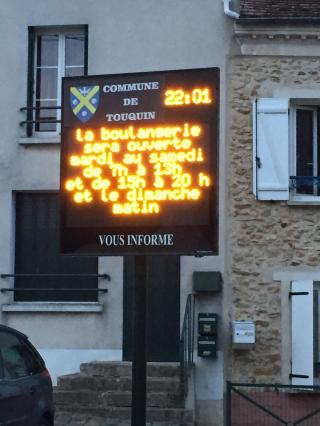 COMMUNE
DE
TOUQUIN
22:01
la boulangerie
sera ouverte
mardi au samedi
de 7h à 13h
et de 15h à 20 h
et le dimanche
matin
VOUS INFORME